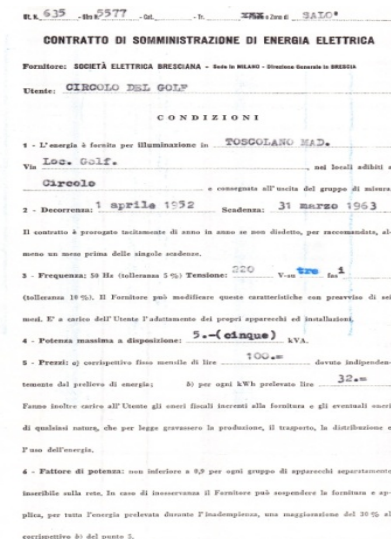 Ut. N. 635 - Bim N. 5577 - Cat. - Tr. e Zona di SALO'
CONTRATTO DI SOMMINISTRAZIONE DI ENERGIA ELETTRICA
Fornitore: SOCIETÀ ELETTRICA BRESCIANA - Sede in MILANO - Direzione Generale in BRESCIA
Utente: CIRCOLO DEL GOLF
CONDIZIONI
1 - L'energia è fornita per illuminazione in TOSCOLANO MAD.
Via Loc. Golf. nei locali adibiti a
Circolo e consegnata all'uscita del gruppo di misura
2 - Decorrenza: 1 aprile 1952 Scadenza: 31 marzo 1963
Il contratto è prorogato tacitamente di anno in anno se non disdetto, per raccomandata, al-
meno un mese prima delle singole scadenze.
3 - Frequenza: 50 Hz (tolleranza 5 %) Tensione: 220 V-su tre fasi
(tolleranza 10 %). Il Fornitore può modificare queste caratteristiche con preavviso di sei
mesi. E' a carico dell'Utente l'adattamento dei propri apparecchi ed installazioni.
4 - Potenza massima a disposizione: 5.-(cinque) kVA.
5 - Prezzi: a) corrispettivo fisso mensile di lire 100.= dovuto indipenden-
temente dal prelievo di energia; b) per ogni kWh prelevato lire 32.=
Fanno inoltre carico all'Utente gli oneri fiscali inerenti alla fornitura e gli eventuali oneri
di qualsiasi natura, che per legge gravassero la produzione, il trasporto, la distribuzione e
l'uso dell'energia.
6 - Fattore di potenza: non inferiore a 0,9 per ogni gruppo di apparecchi separatamente
inseribile sulla rete. In caso di inosservanza il Fornitore può sospendere la fornitura e ap-
plica, per tutta l'energia prelevata durante l'inadempienza, una maggiorazione del 30 % al
corrispettivo b) del punto 5.